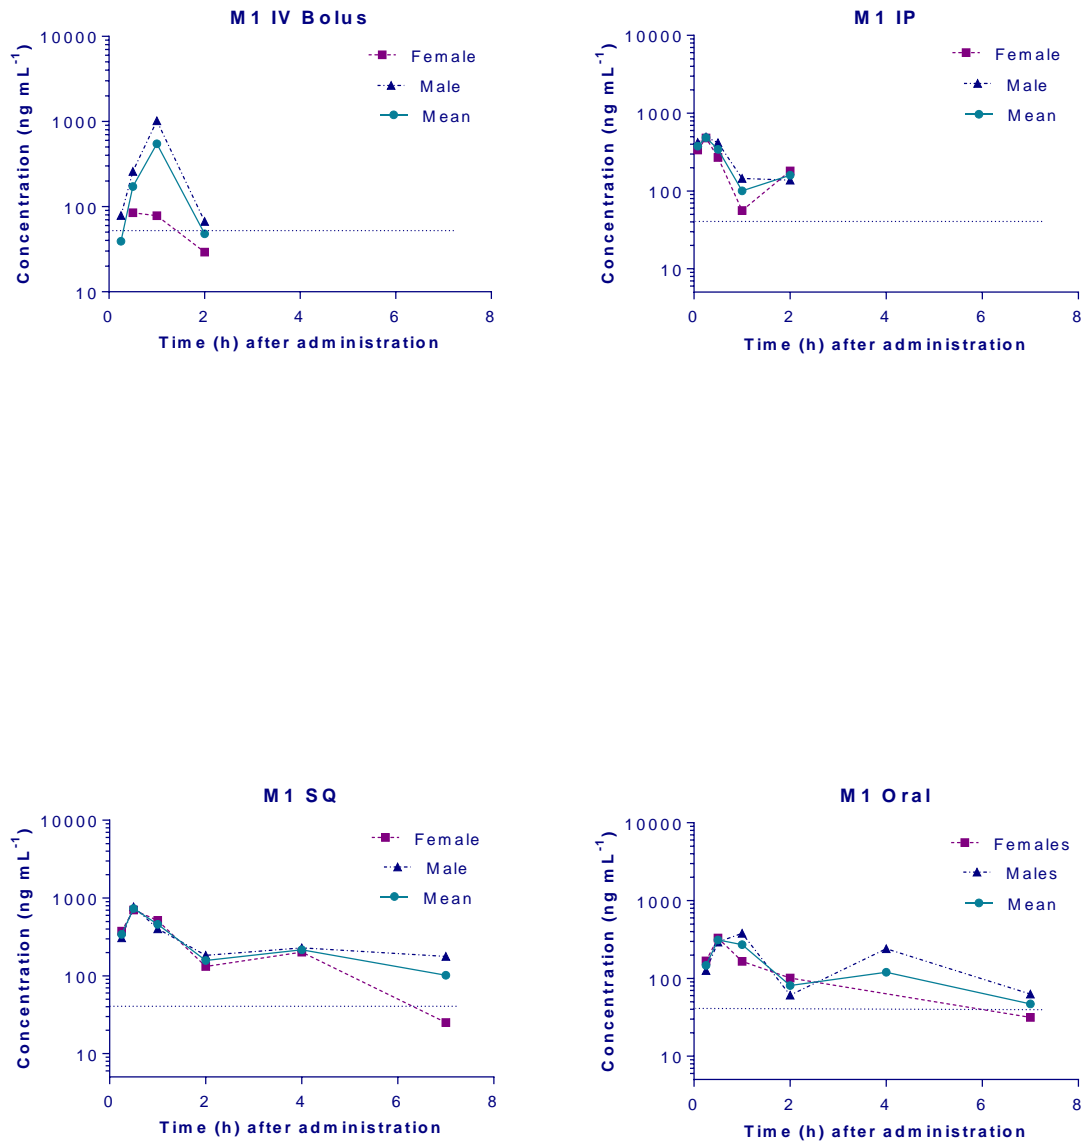 M1 IV Bolus
Concentration (ng mL-1)
10000
1000
100
10
Female
Male
Mean
0 2 4 6 8
Time (h) after administration
M1 IP
Concentration (ng mL-1)
10000
1000
100
10
Female
Male
Mean
0 2 4 6 8
Time (h) after administration
M1 SQ
Concentration (ng mL-1)
10000
1000
100
10
Female
Male
Mean
0 2 4 6 8
Time (h) after administration
M1 Oral
Concentration (ng mL-1)
10000
1000
100
10
Females
Males
Mean
0 2 4 6 8
Time (h) after administration